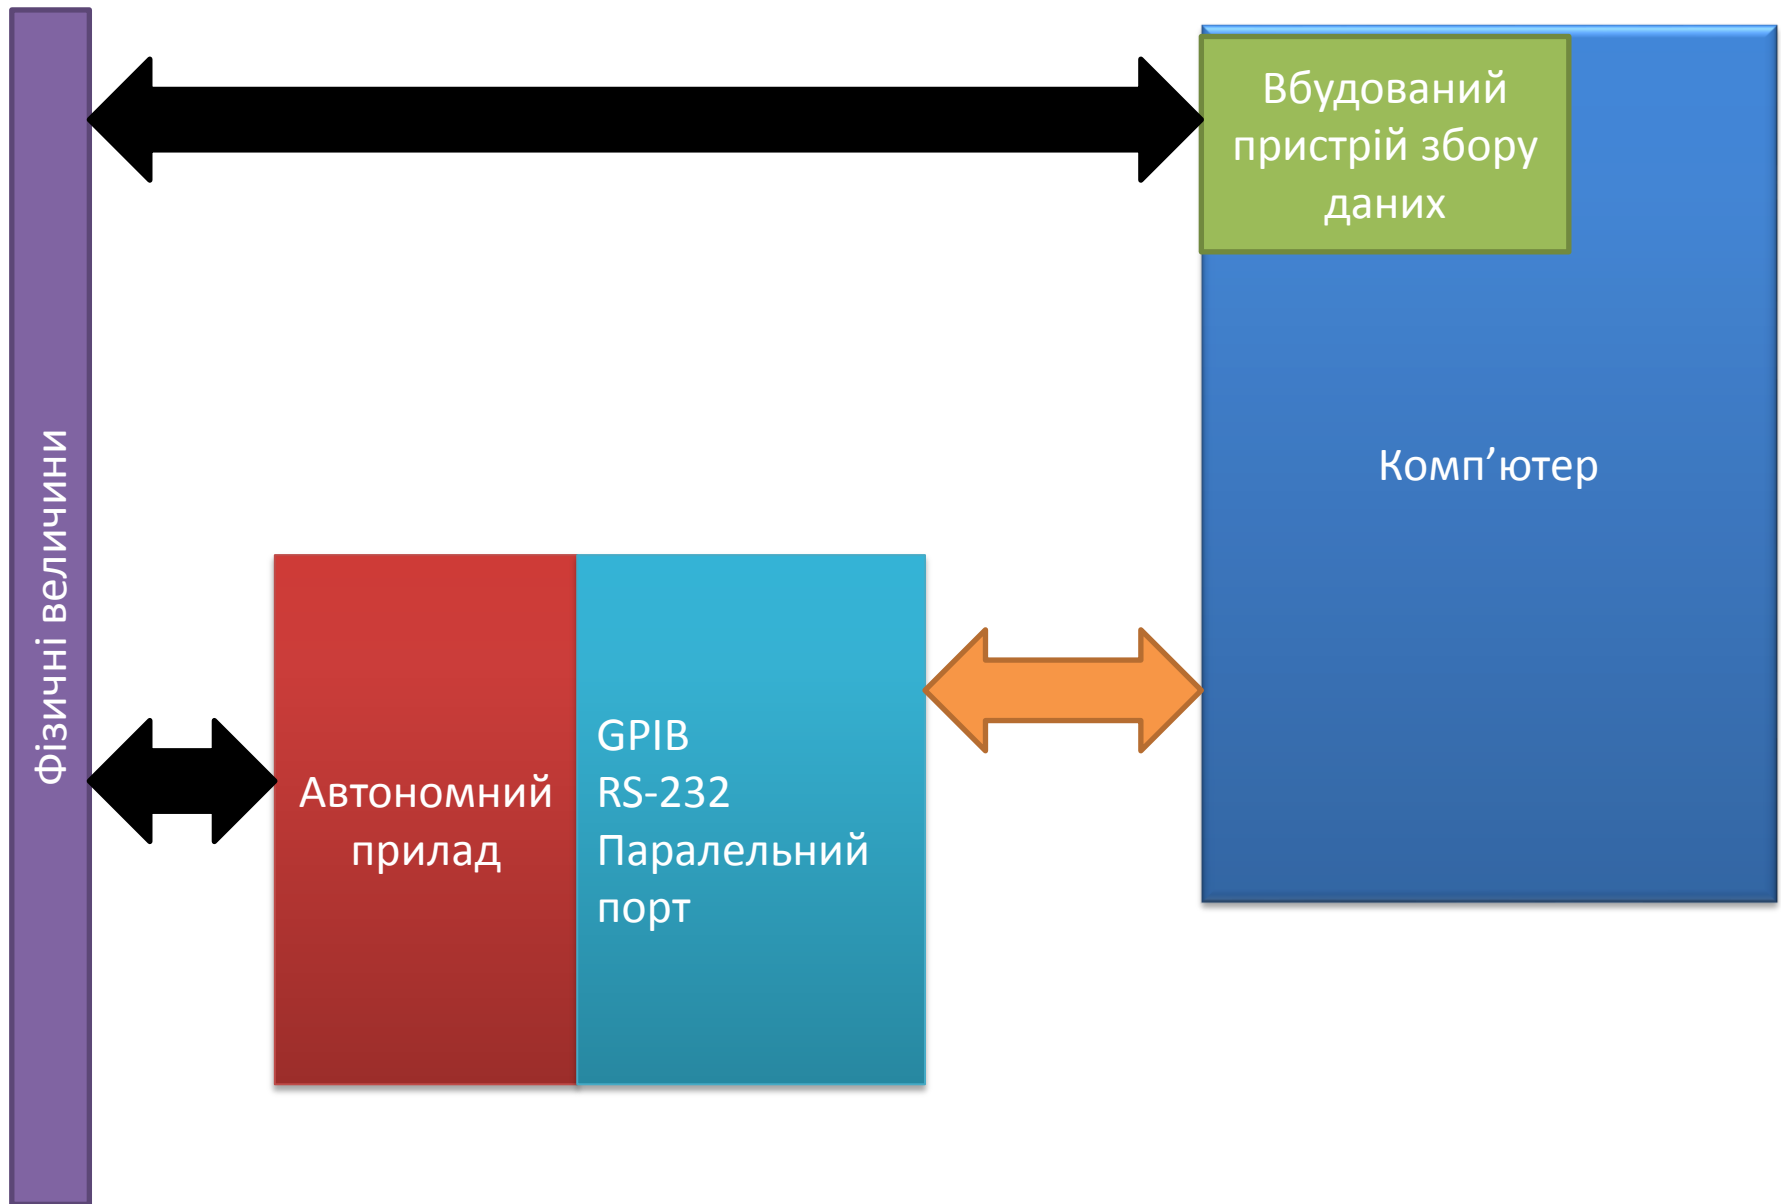 Вбудований
пристрій збору
даних
Комп’ютер
Фізичні величини
Автономний
прилад
GPIB
RS-232
Паралельний
порт